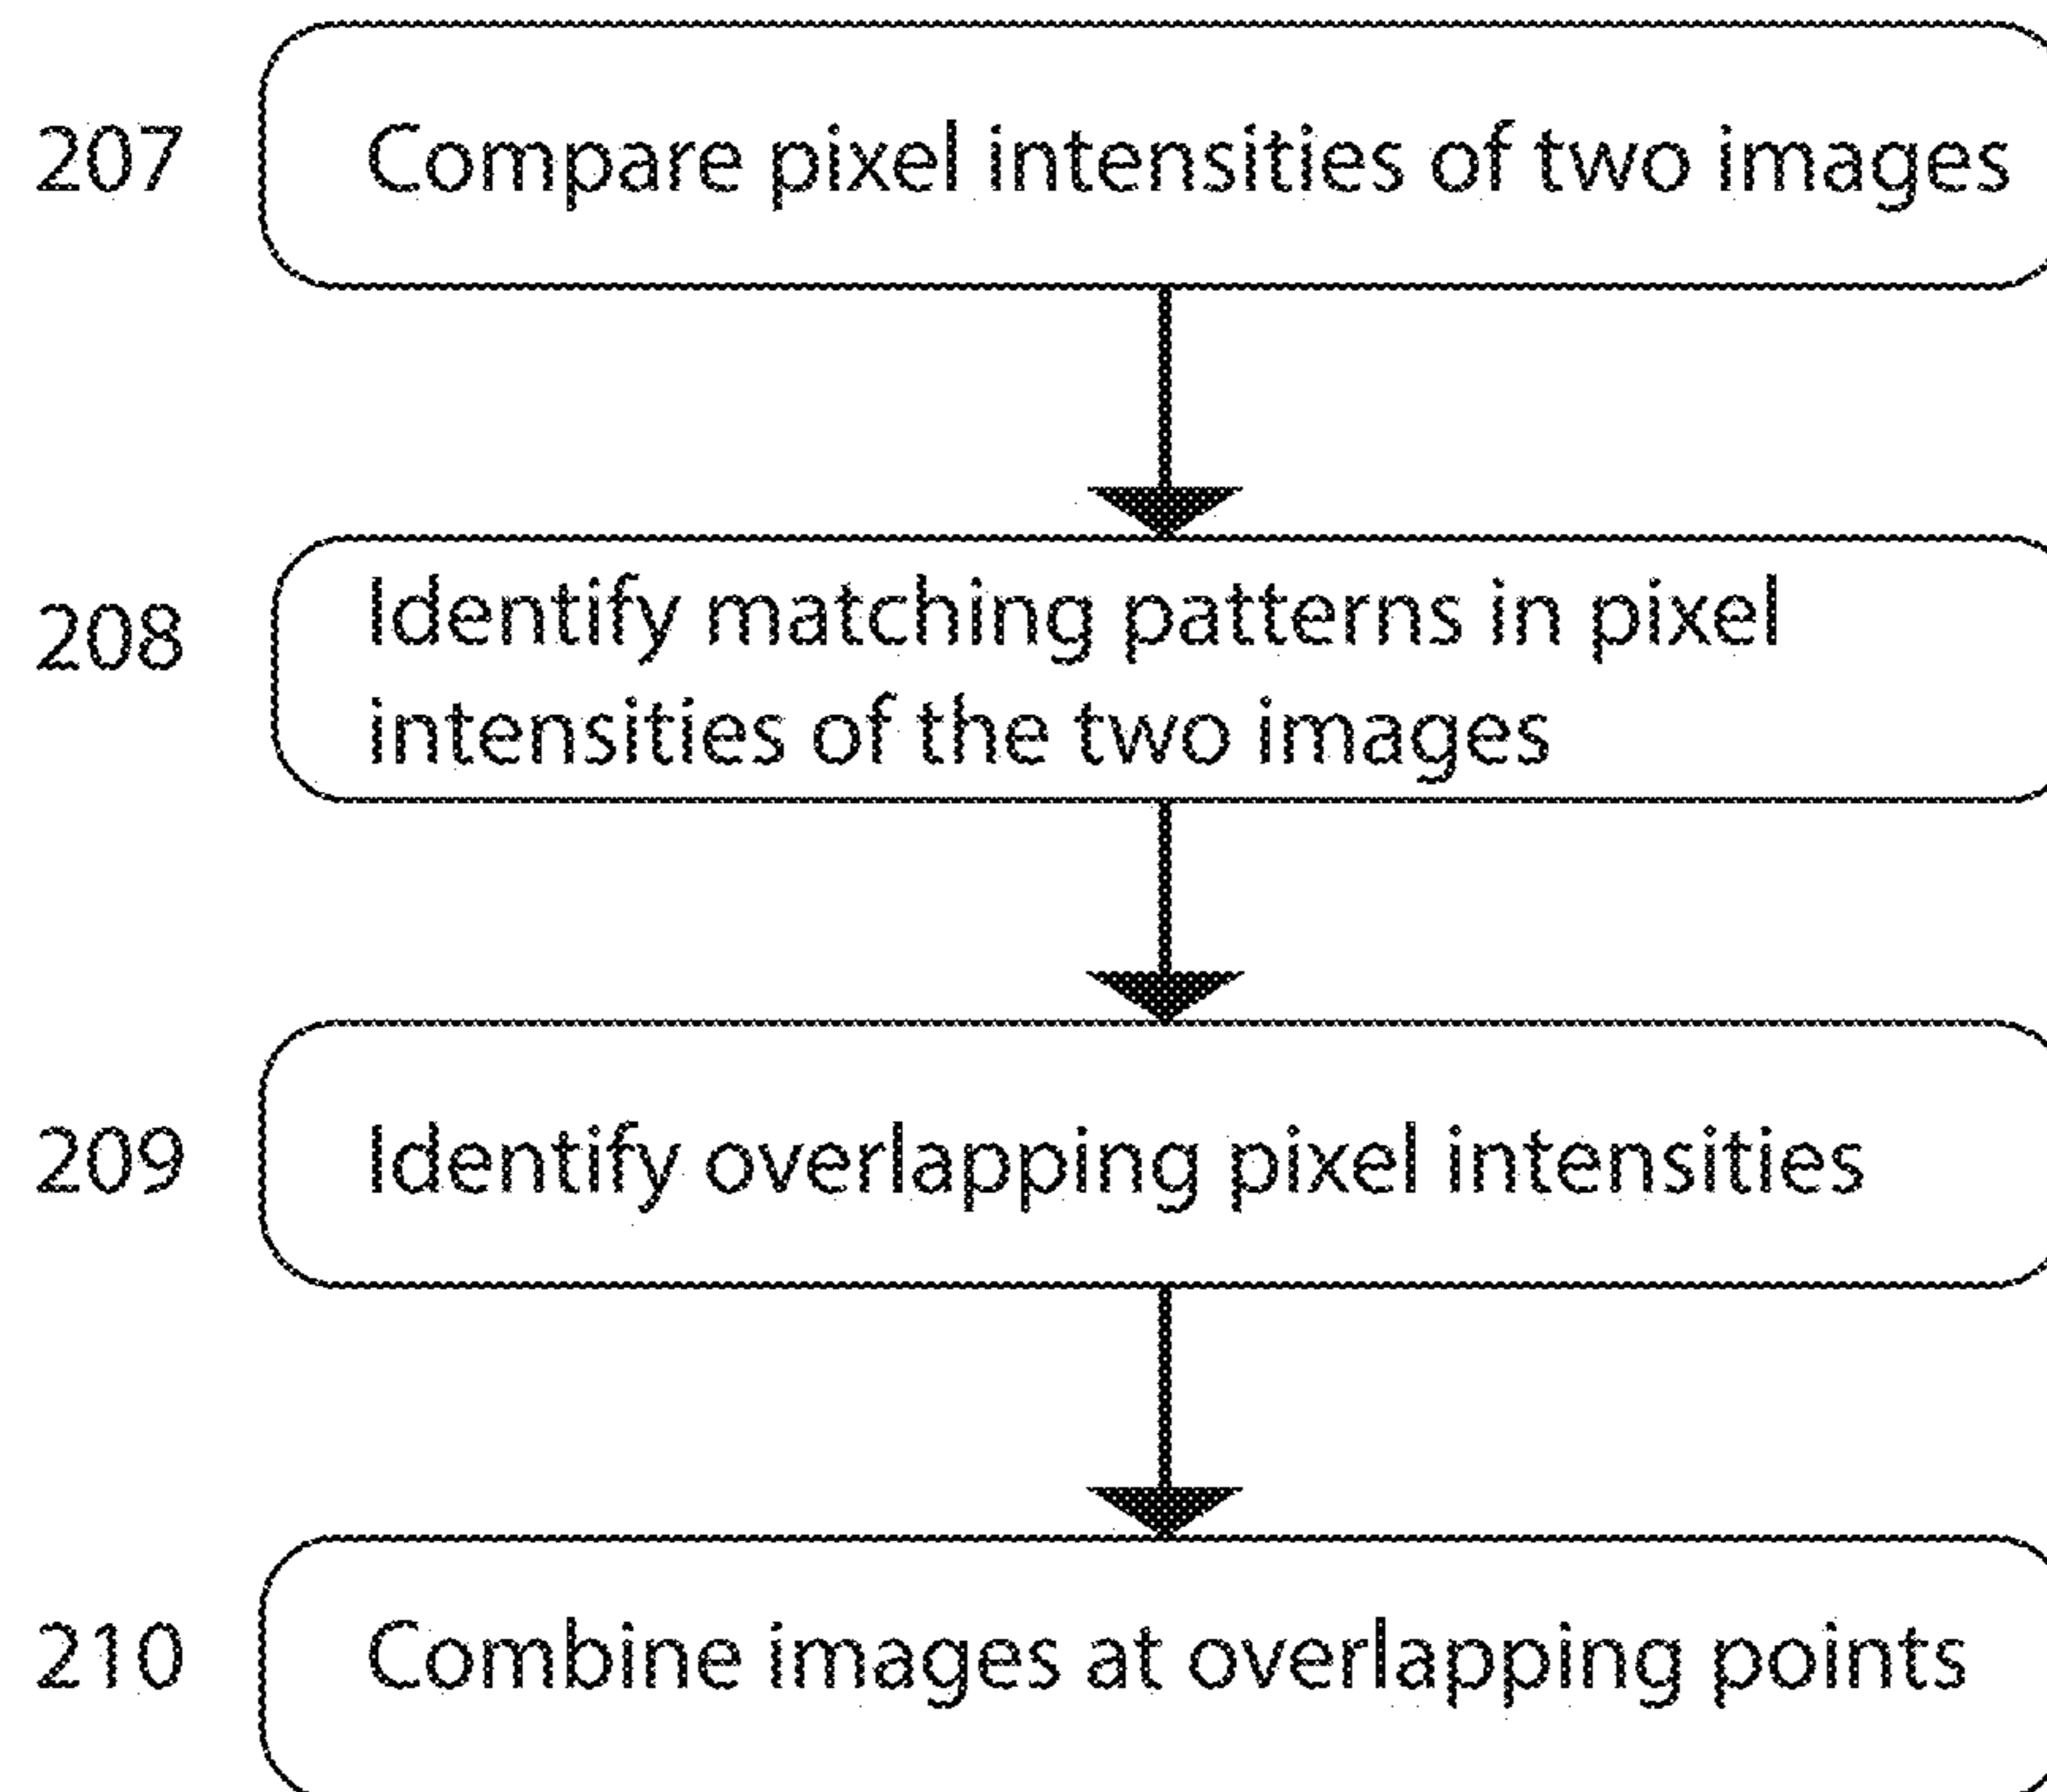 207 Compare pixel intensities of two images
208 Identify matching patterns in pixel
intensities of the two images
209 Identify overlapping pixel intensities
210 Combine images at overlapping points